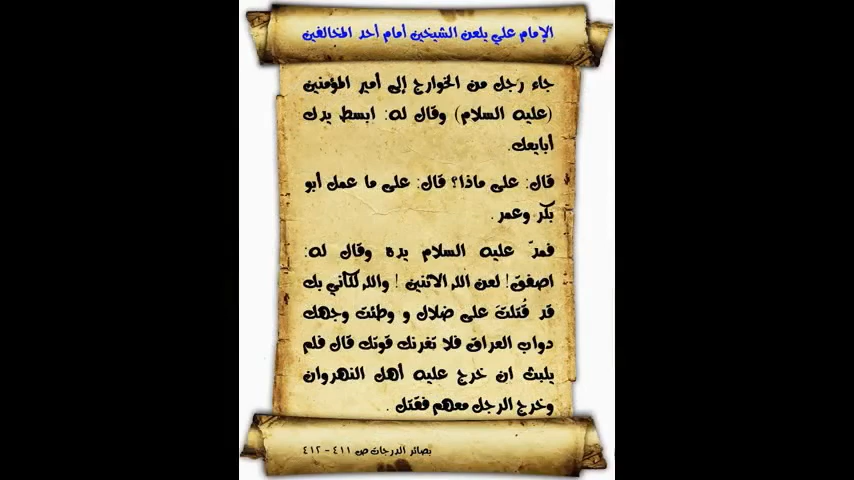 الإمام علي يلعن الشيخين أمام أحد المخالفين
جاء رجل من الخوارج إلى أمير المؤمنين
(عليه السلام) وقال له: ابسط يدك
أبايعك.
قال: على ماذا؟ قال: على ما عمل أبو
بكر وعمر.
فمدّ عليه السلام يده وقال له:
اصفق! لعن الله الاثنين! والله لكأني بك
قد قُتلتَ على ضلال و وطئت وجهك
دواب العراق فلا تغرنك قوتك قال فلم
يلبث ان خرج عليه أهل النهروان
وخرج الرجل معهم فقتل.
بصائر الدرجات ص ٤١١ - ٤١٢